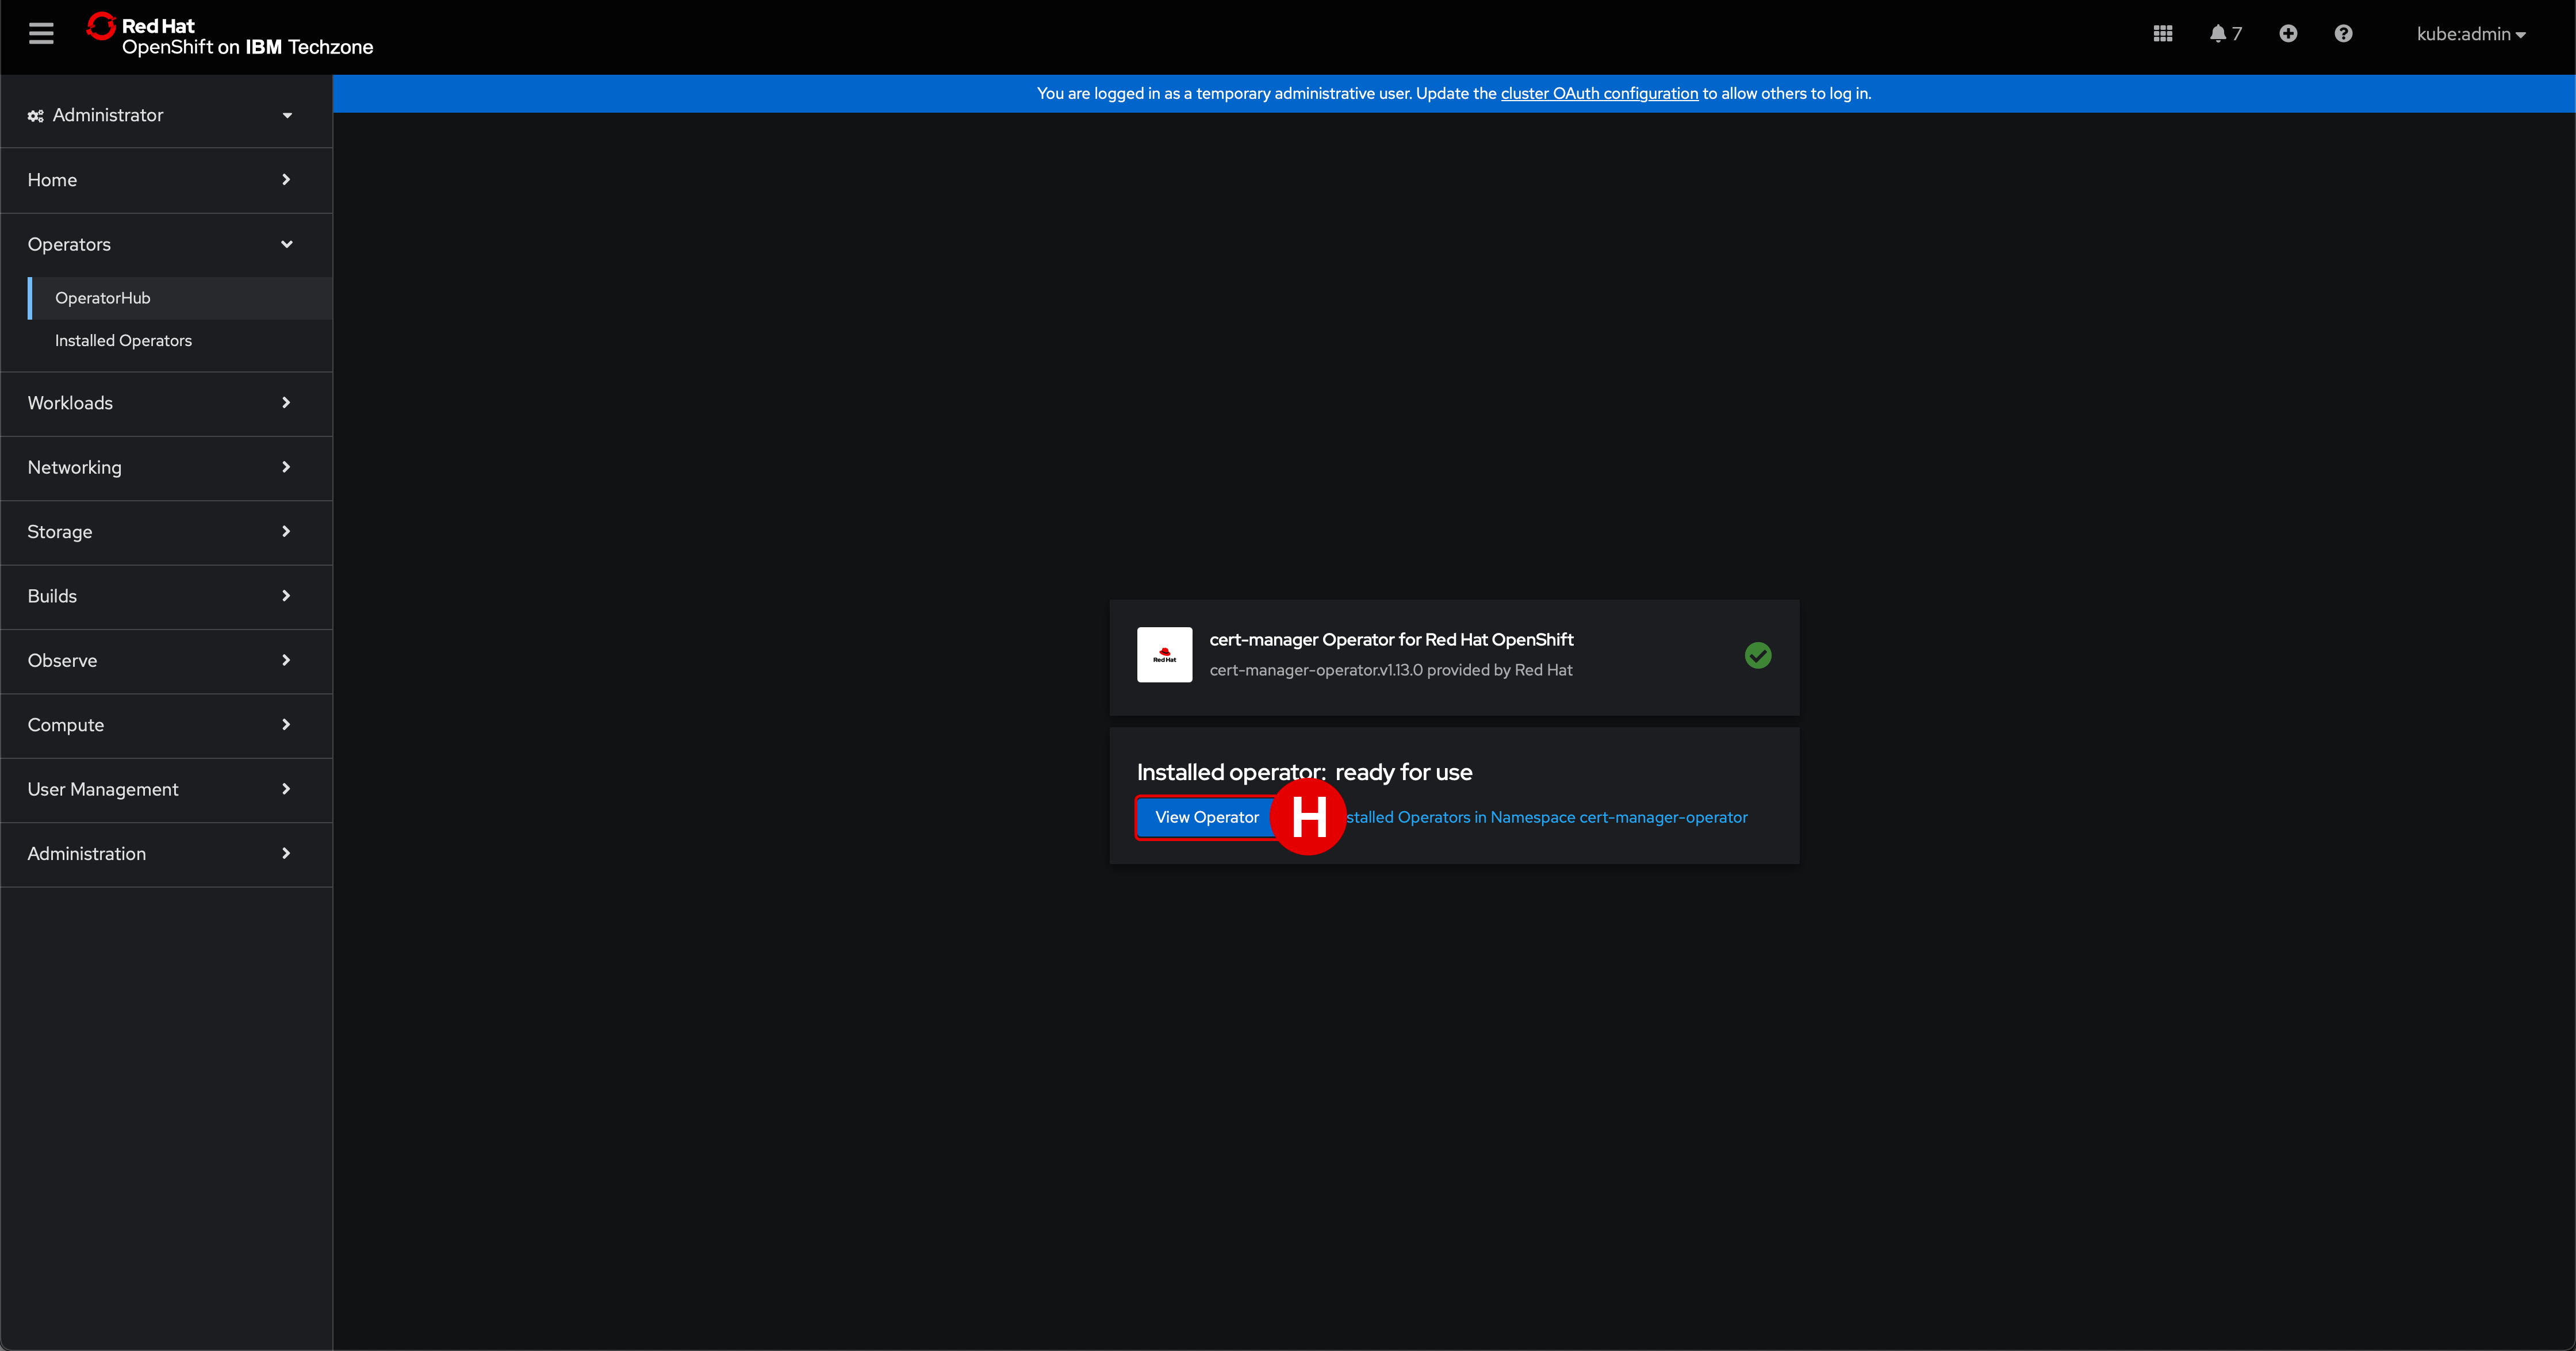 Red Hat
OpenShift on IBM Techzone
7
kube:admin
You are logged in as a temporary administrative user. Update the cluster OAuth configuration to allow others to log in.
Administrator
Home
Operators
OperatorHub
Installed Operators
Workloads
Networking
Storage
Builds
Observe
Compute
User Management
Administration
Red Hat
cert-manager Operator for Red Hat OpenShift
cert-manager-operator.v1.13.0 provided by Red Hat
Installed operator: ready for use
View Operator H stalled Operators in Namespace cert-manager-operator